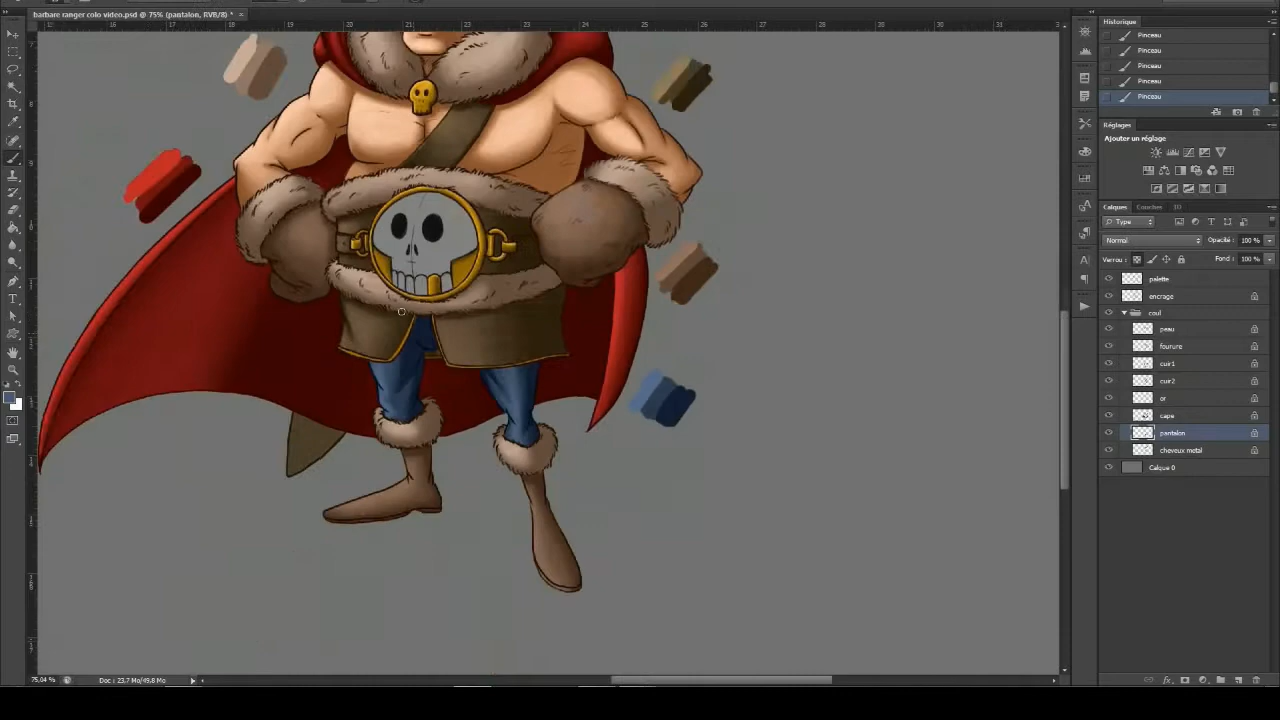 barbare ranger colo video.psd @ 75% (pantalon, RVB/8) *
Historique
Pinceau
Pinceau
Pinceau
Pinceau
Pinceau
Réglages
Ajouter un réglage
Calques
Couches
3D
Type
Normal
Opacité :
100 %
Verrou :
Fond :
100 %
palette
encrage
coul
peau
fourure
cuir1
cuir2
or
cape
pantalon
cheveux metal
Calque 0
75,04 %
Doc : 23,7 Mo/49,8 Mo